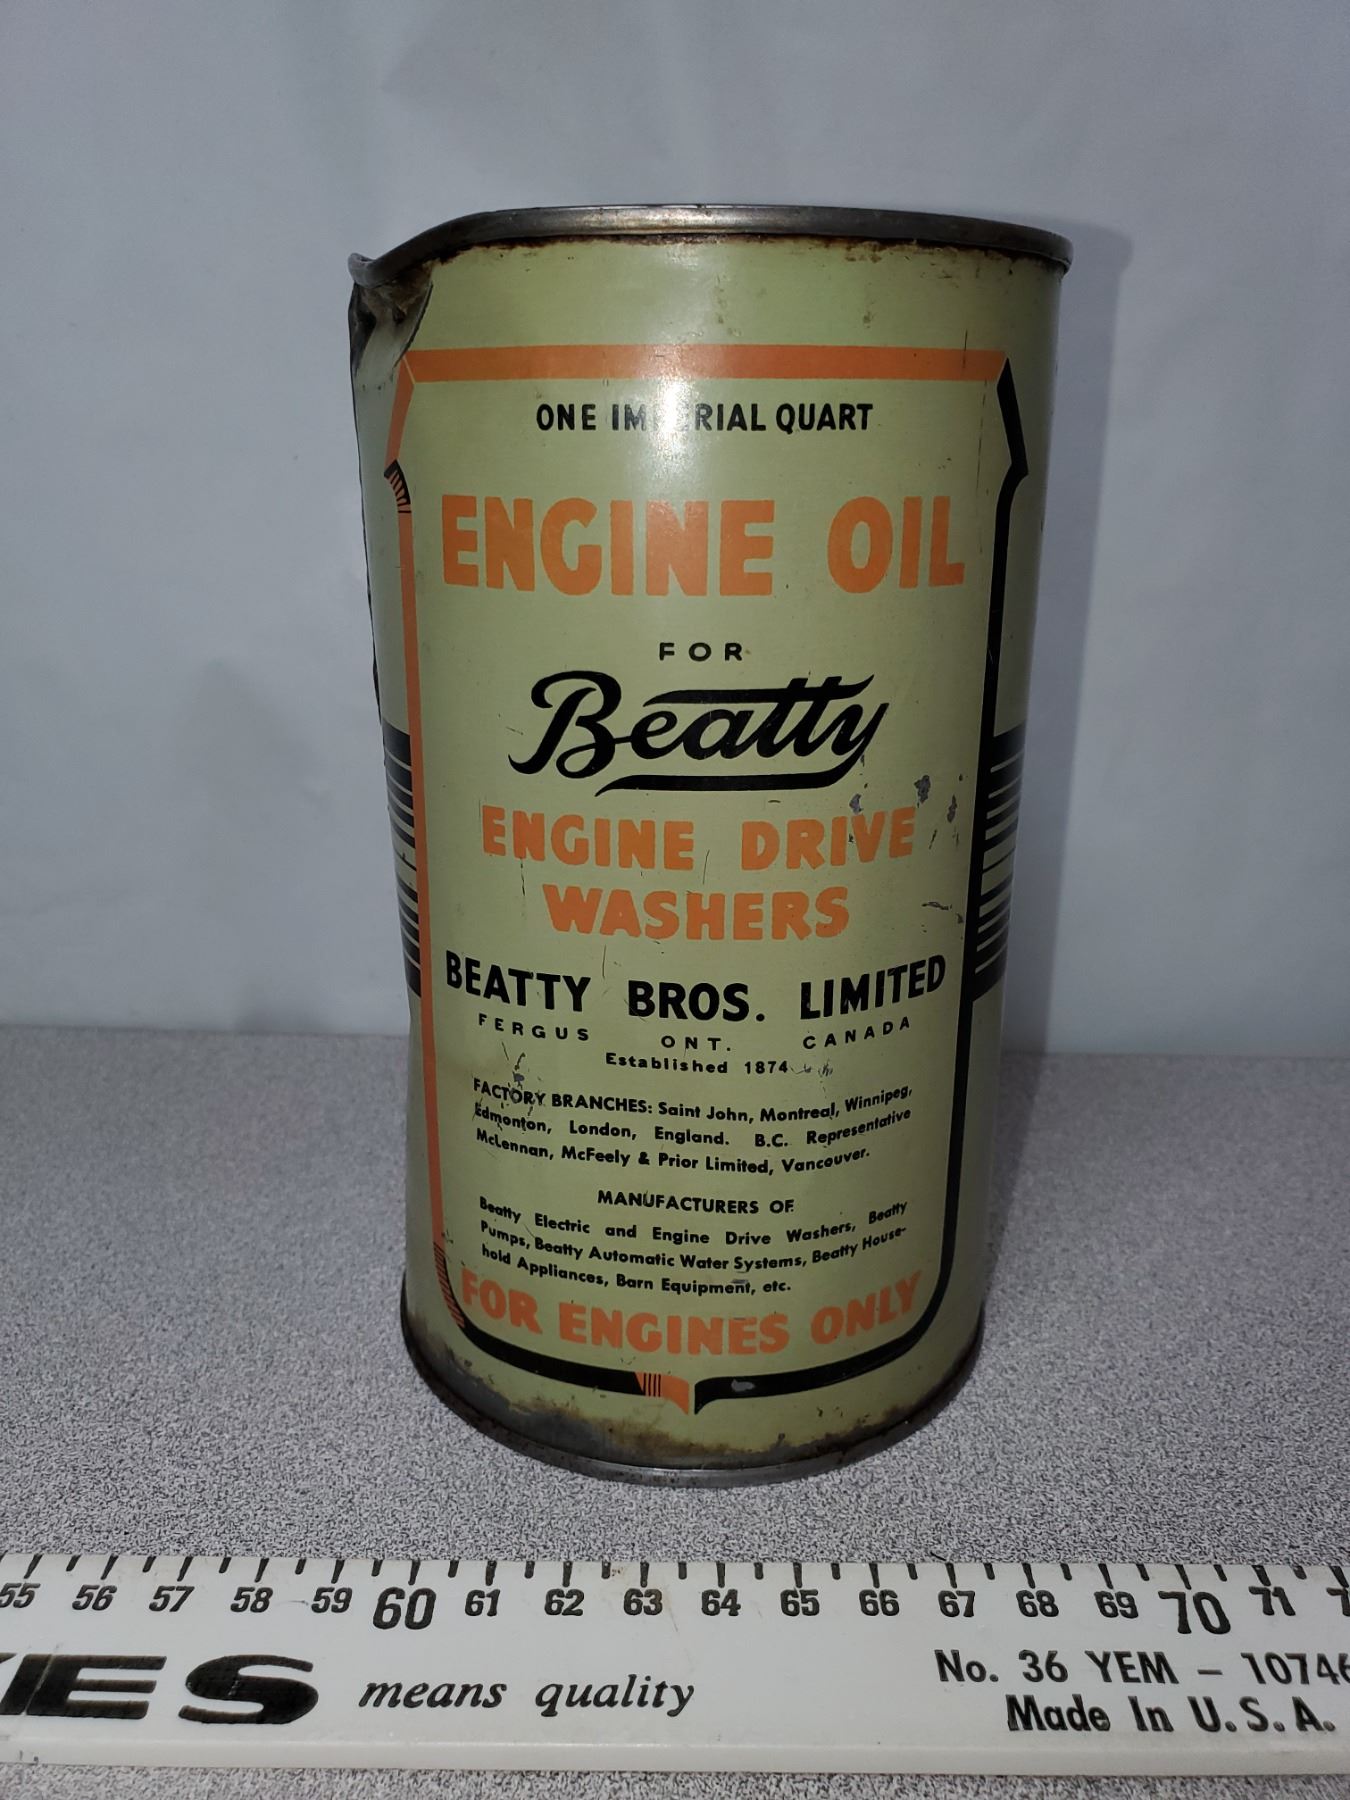 ONE IMPERIAL QUART
ENGINE OIL
FOR
Beatty
ENGINE DRIVE
WASHERS
BEATTY BROS. LIMITED
FERGUS ONT. CANADA
Established 1874
FACTORY BRANCHES: Saint John, Montreal, Winnipeg,
Edmonton, London, England. B.C. Representative
McLennan, McFeely & Prior Limited, Vancouver.
MANUFACTURERS OF
Beatty Electric and Engine Drive Washers, Beatty
Pumps, Beatty Automatic Water Systems, Beatty House-
hold Appliances, Barn Equipment, etc.
FOR ENGINES ONLY
55 56 57 58 59 60 61 62 63 64 65 66 67 68 69 70 71
means quality
No. 36 YEM – 10746
Made In U.S.A.